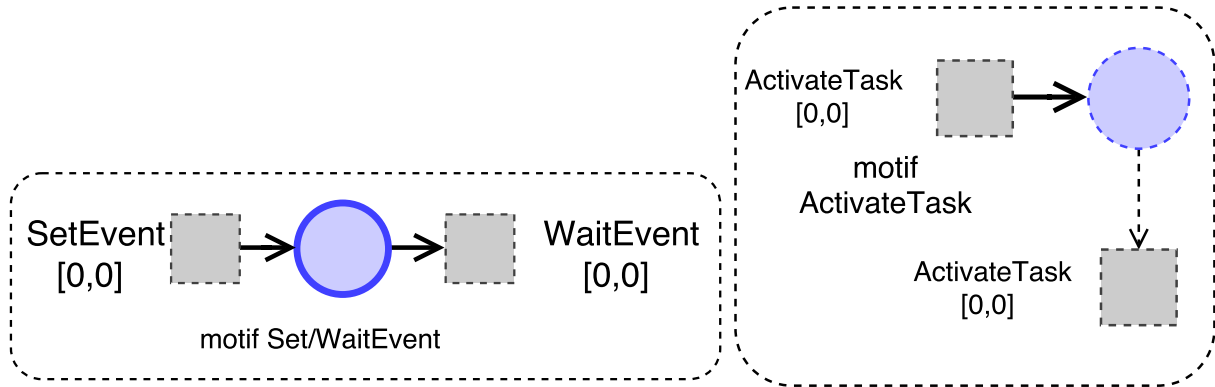 SetEvent
[0,0]
WaitEvent
[0,0]
motif Set/WaitEvent
ActivateTask
[0,0]
motif
ActivateTask
ActivateTask
[0,0]